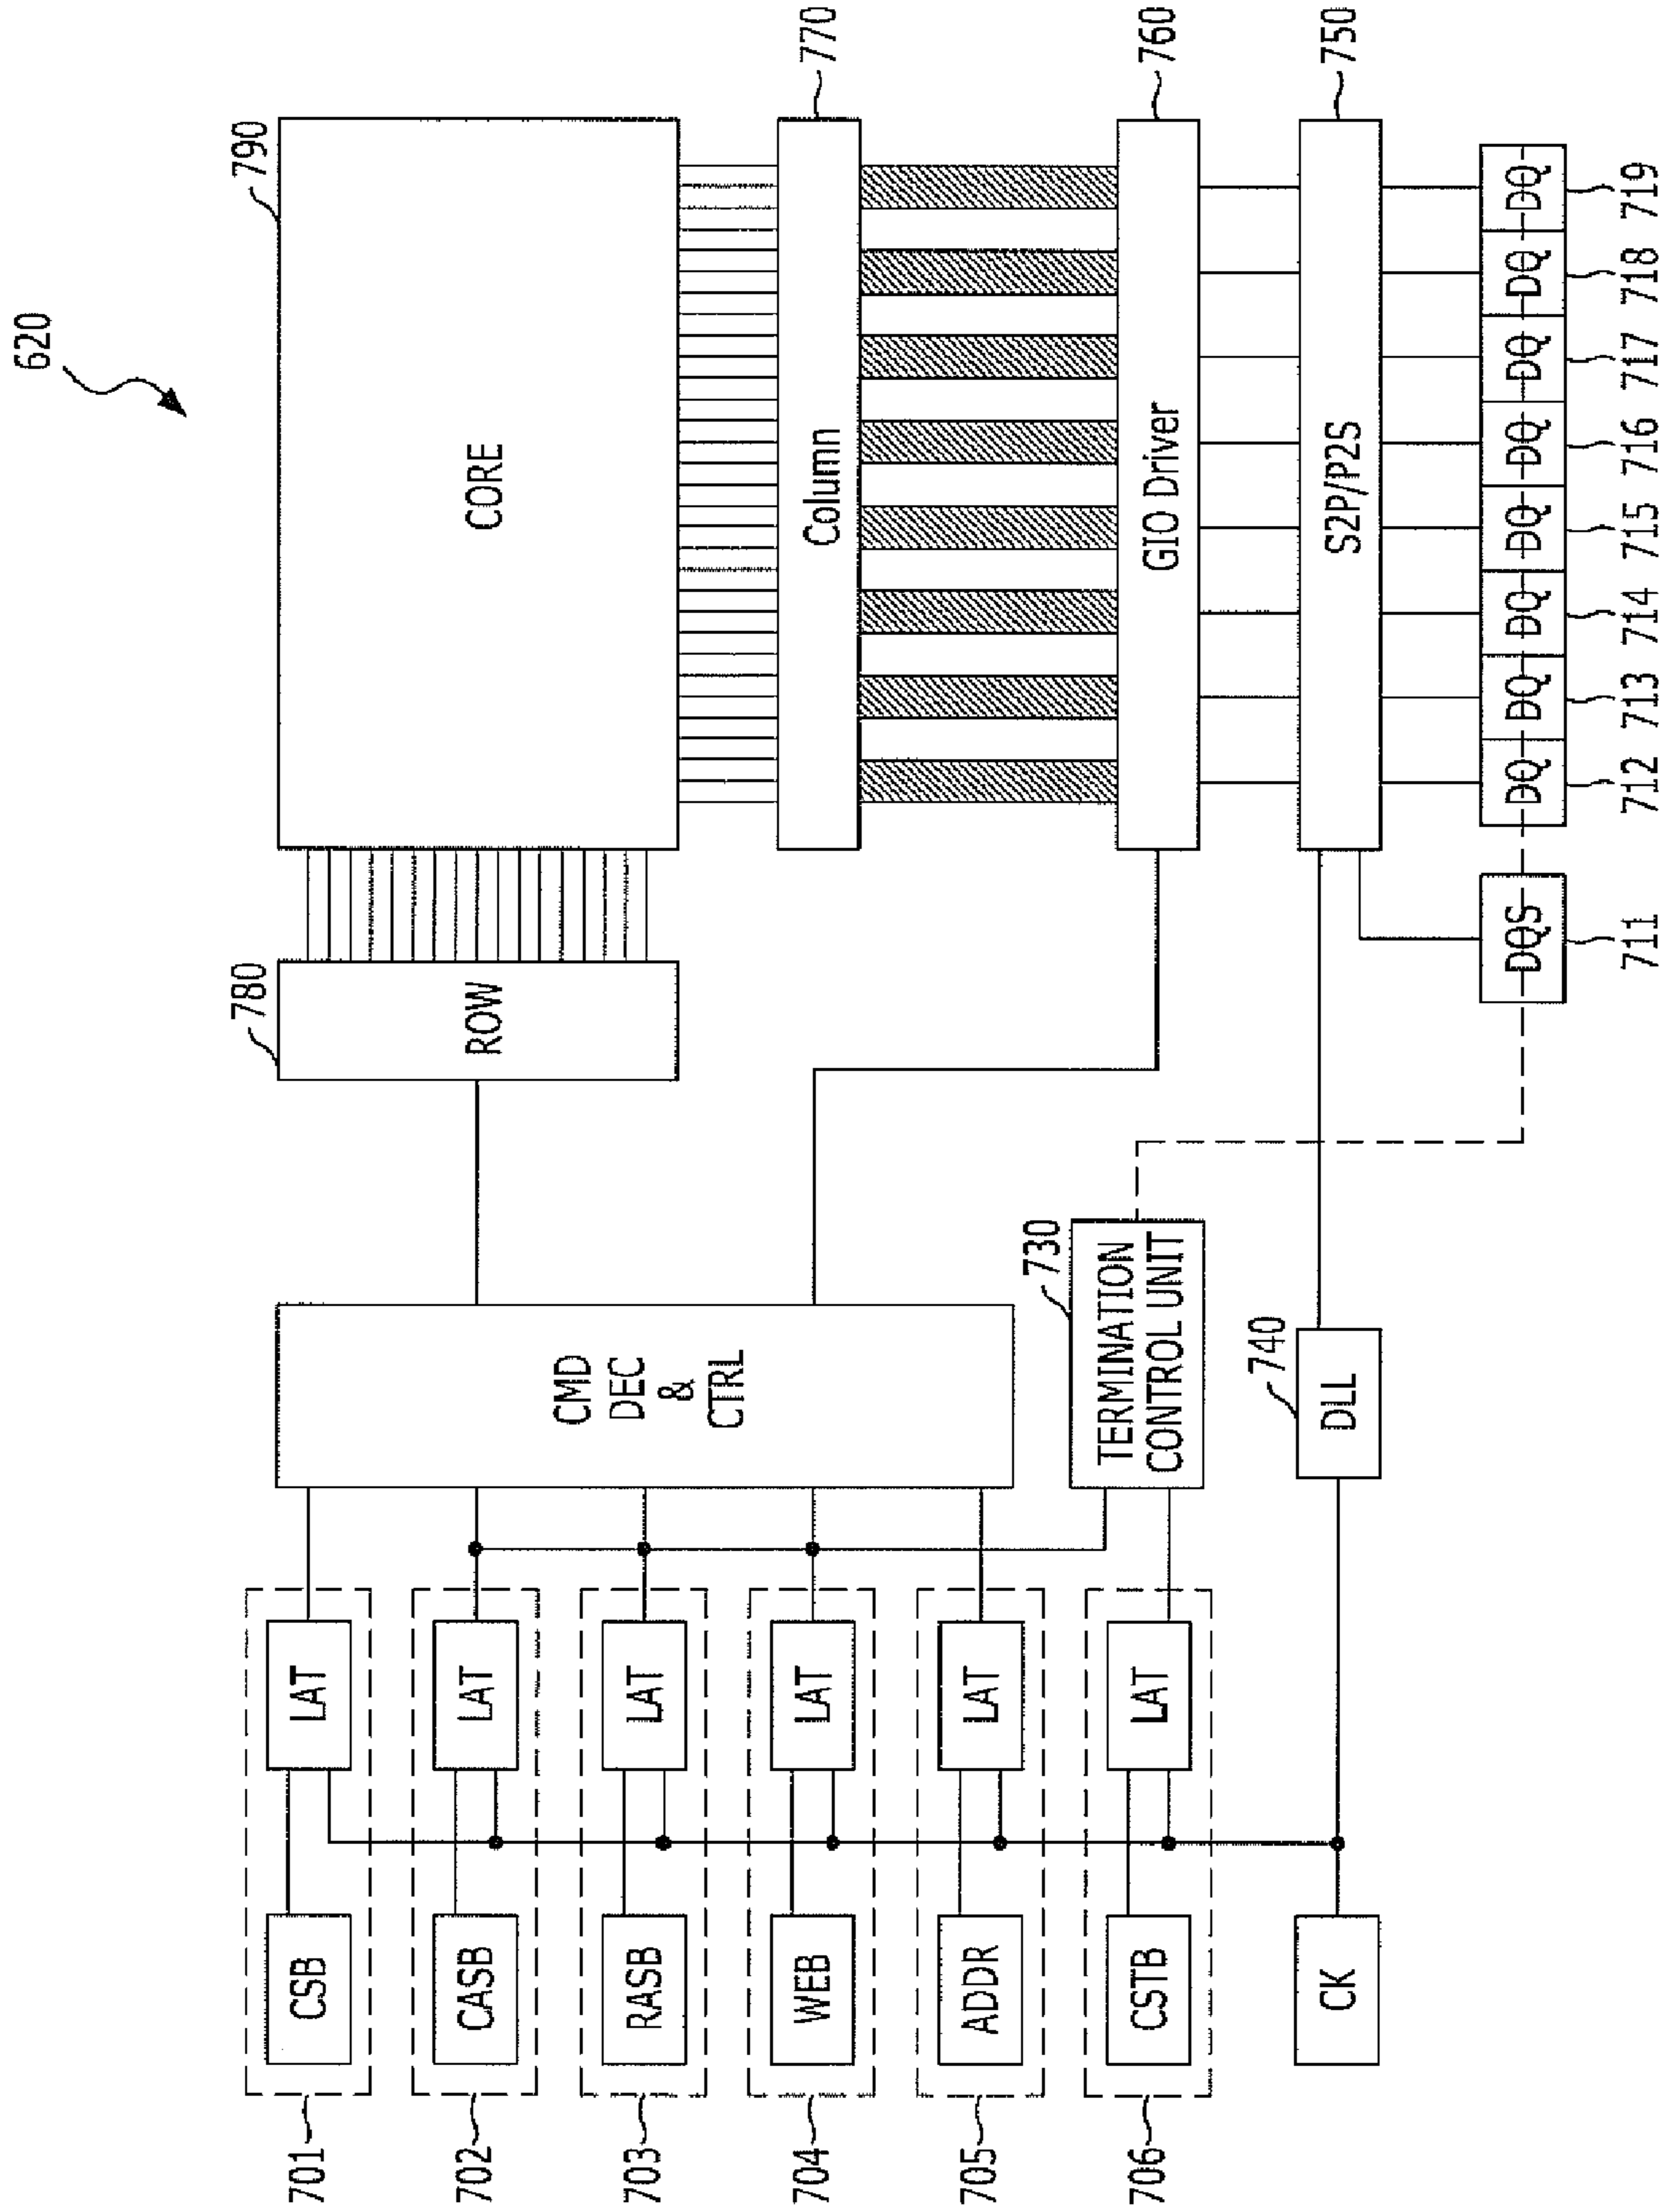 620
701
CSB
LAT
702
CASB
LAT
703
RASB
LAT
704
WEB
LAT
705
ADDR
LAT
706
CSTB
LAT
CK
CMD
DEC
&
CTRL
730
TERMINATION
CONTROL UNIT
740
DLL
780
ROW
790
CORE
Column
770
GIO Driver
760
S2P/P2S
750
DQS
711
DQ
712
DQ
713
DQ
714
DQ
715
DQ
716
DQ
717
DQ
718
DQ
719